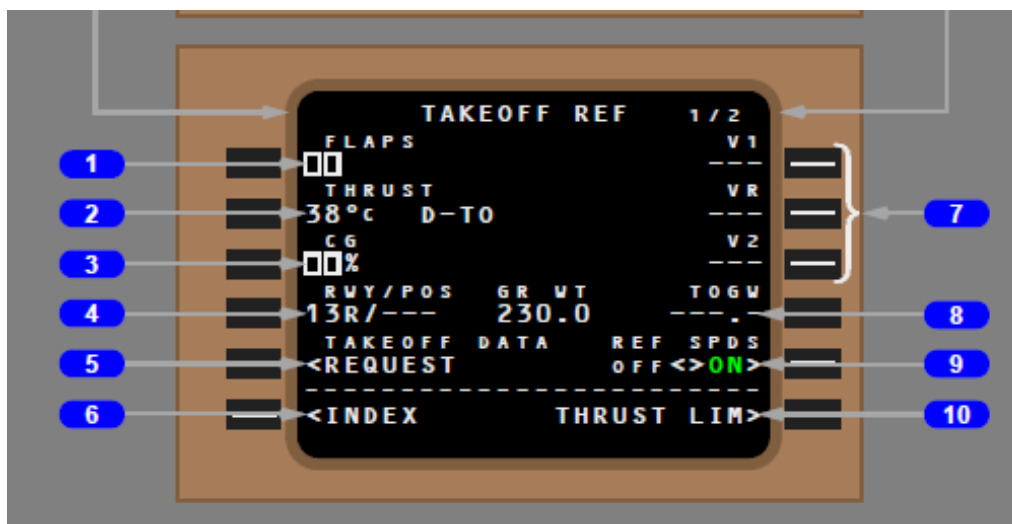 TAKEOFF REF 1/2
FLAPS V1
1 ▯▯ ---
THRUST VR
2 38°C D-TO --- 7
CG V2
3 ▯▯% ---
RWY/POS GR WT TOGW
4 13R/--- 230.0 ---.- 8
TAKEOFF DATA REF SPDS
5 <REQUEST OFF<>ON> 9
--------------------------
6 <INDEX THRUST LIM> 10